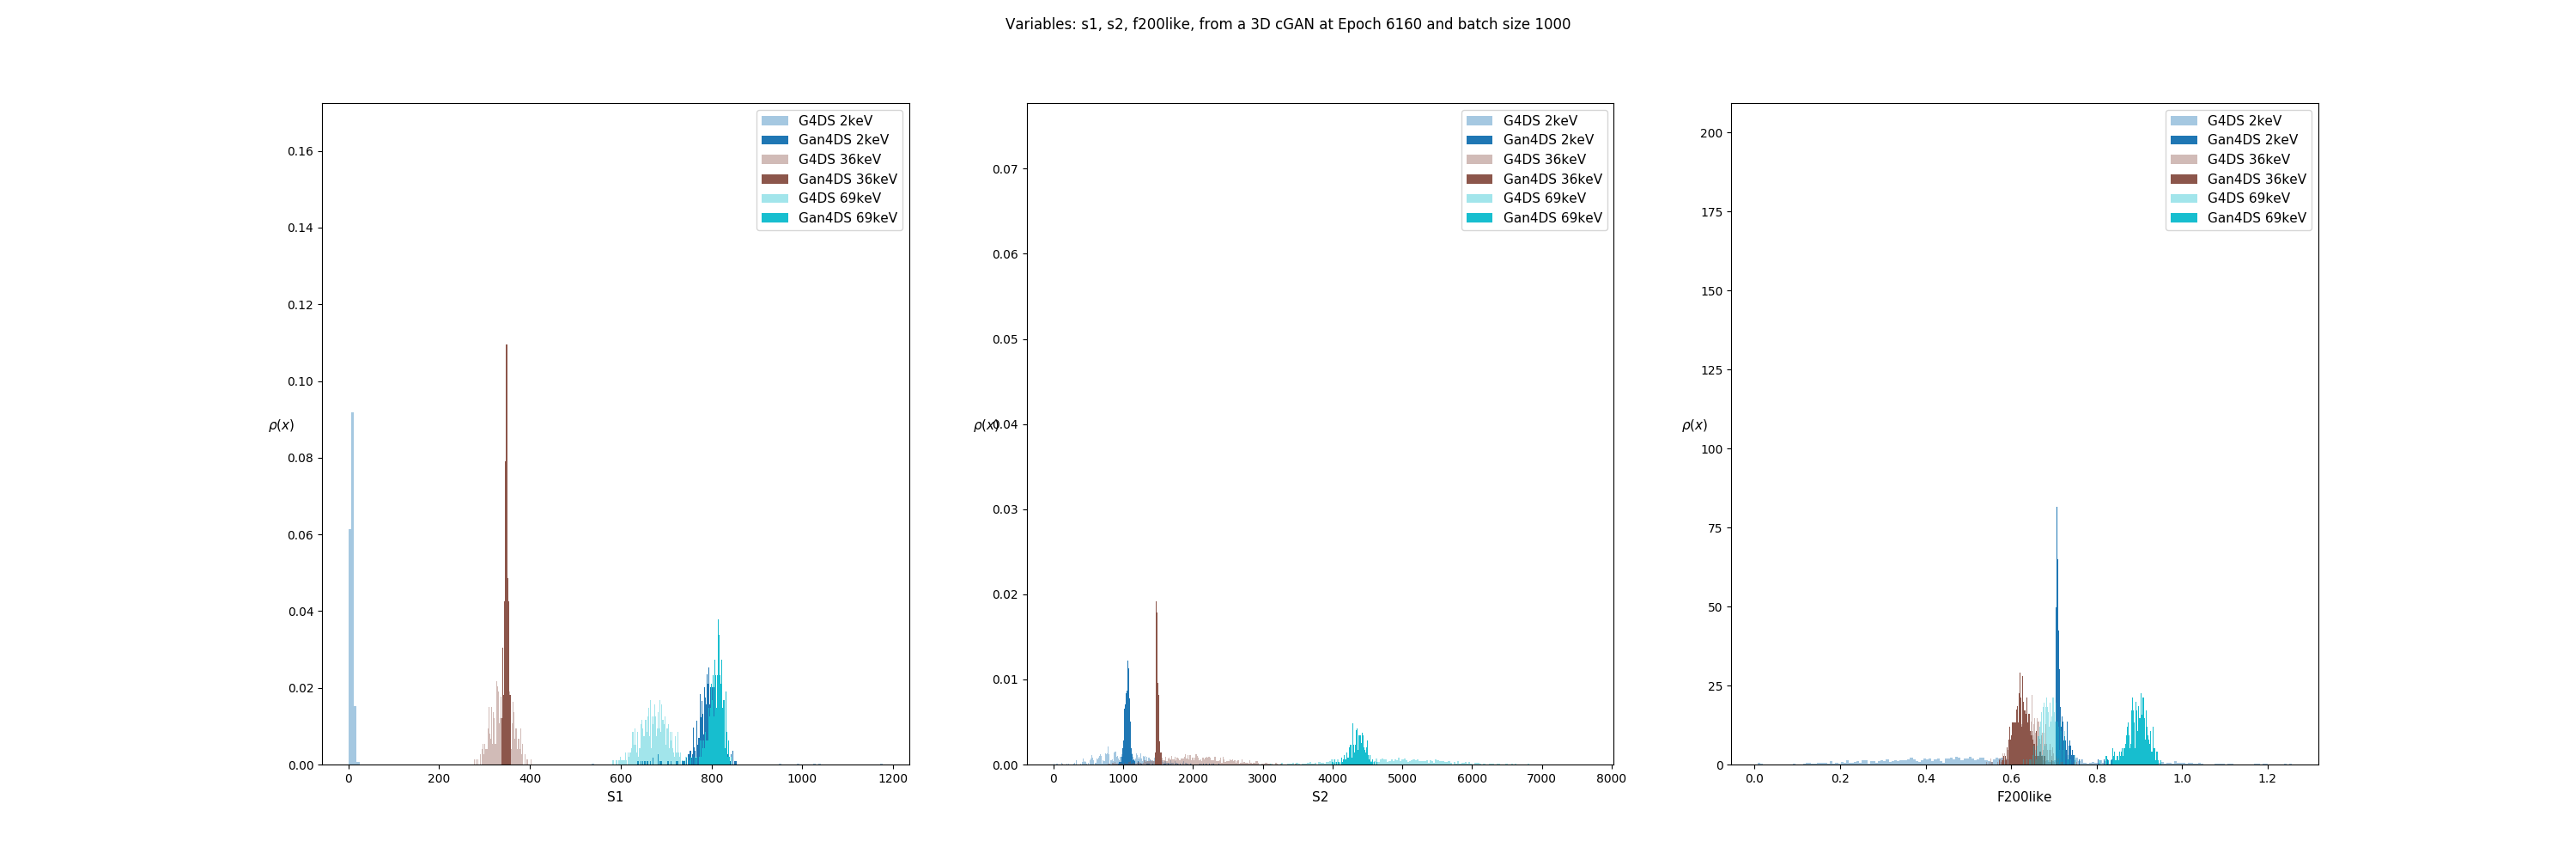 Variables: s1, s2, f200like, from a 3D cGAN at Epoch 6160 and batch size 1000
0.16
0.14
0.12
0.10
0.08
0.06
0.04
0.02
0.00
ρ(x)
G4DS 2keV
Gan4DS 2keV
G4DS 36keV
Gan4DS 36keV
G4DS 69keV
Gan4DS 69keV
0 200 400 600 800 1000 1200
S1
0.07
0.06
0.05
0.04
0.03
0.02
0.01
0.00
ρ(x)
G4DS 2keV
Gan4DS 2keV
G4DS 36keV
Gan4DS 36keV
G4DS 69keV
Gan4DS 69keV
0 1000 2000 3000 4000 5000 6000 7000 8000
S2
200
175
150
125
100
75
50
25
0
ρ(x)
G4DS 2keV
Gan4DS 2keV
G4DS 36keV
Gan4DS 36keV
G4DS 69keV
Gan4DS 69keV
0.0 0.2 0.4 0.6 0.8 1.0 1.2
F200like